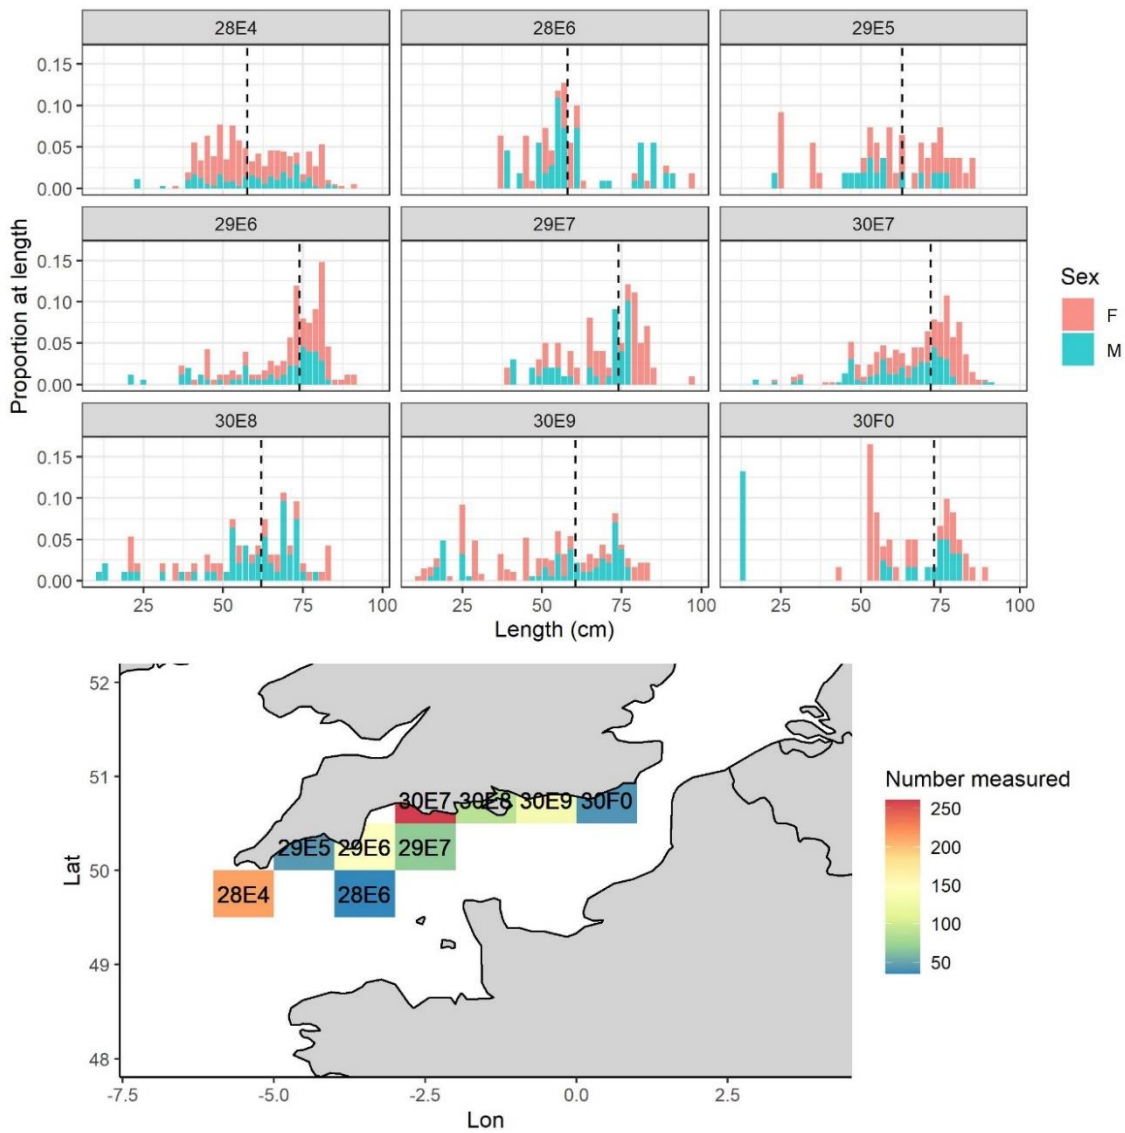 28E4 28E6 29E5
0.15
0.10
0.05
0.00
29E6 29E7 30E7
0.15
0.10
0.05
0.00
30E8 30E9 30F0
0.15
0.10
0.05
0.00
25 50 75 100 25 50 75 100 25 50 75 100
Length (cm)
Proportion at length
Sex
F
M
52
51
50
49
48
30E7 30E8 30E9 30F0
29E5 29E6 29E7
28E4 28E6
-7.5 -5.0 -2.5 0.0 2.5
Lon
Lat
Number measured
250
200
150
100
50